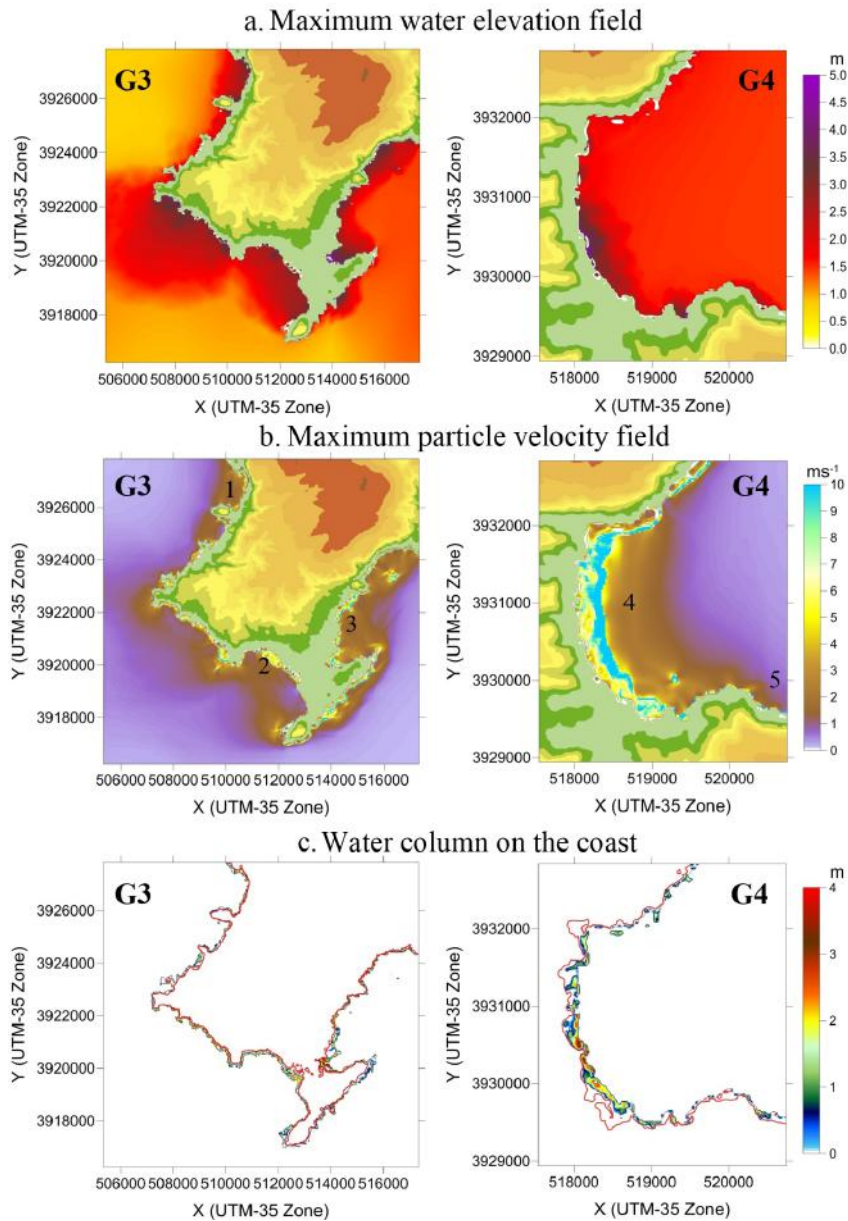 a. Maximum water elevation field
G3
G4
m
5.0
4.5
4.0
3.5
3.0
2.5
2.0
1.5
1.0
0.5
0.0
Y (UTM-35 Zone)
3926000
3924000
3922000
3920000
3918000
506000 508000 510000 512000 514000 516000
X (UTM-35 Zone)
Y (UTM-35 Zone)
3932000
3931000
3930000
3929000
518000 519000 520000
X (UTM-35 Zone)
b. Maximum particle velocity field
G3
1
2
3
G4
4
5
ms⁻¹
10
9
8
7
6
5
4
3
2
1
0
Y (UTM-35 Zone)
3926000
3924000
3922000
3920000
3918000
506000 508000 510000 512000 514000 516000
X (UTM-35 Zone)
Y (UTM-35 Zone)
3932000
3931000
3930000
3929000
518000 519000 520000
X (UTM-35 Zone)
c. Water column on the coast
G3
G4
m
4
3
2
1
0
Y (UTM-35 Zone)
3926000
3924000
3922000
3920000
3918000
506000 508000 510000 512000 514000 516000
X (UTM-35 Zone)
Y (UTM-35 Zone)
3932000
3931000
3930000
3929000
518000 519000 520000
X (UTM-35 Zone)